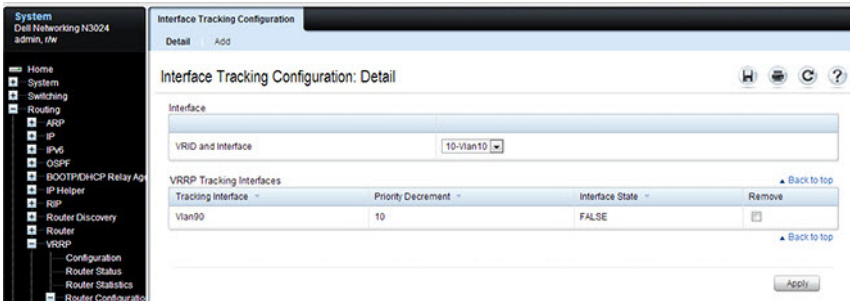 System
Dell Networking N3024
admin, r/w
Home
System
Switching
Routing
ARP
IP
IPv6
OSPF
BOOTP/DHCP Relay Age
IP Helper
RIP
Router Discovery
Router
VRRP
Configuration
Router Status
Router Statistics
Router Configuration
Interface Tracking Configuration
Detail Add
Interface Tracking Configuration: Detail
Interface
VRID and Interface 10-Vlan10
VRRP Tracking Interfaces Back to top
Tracking Interface Priority Decrement Interface State Remove
Vlan90 10 FALSE
Back to top
Apply